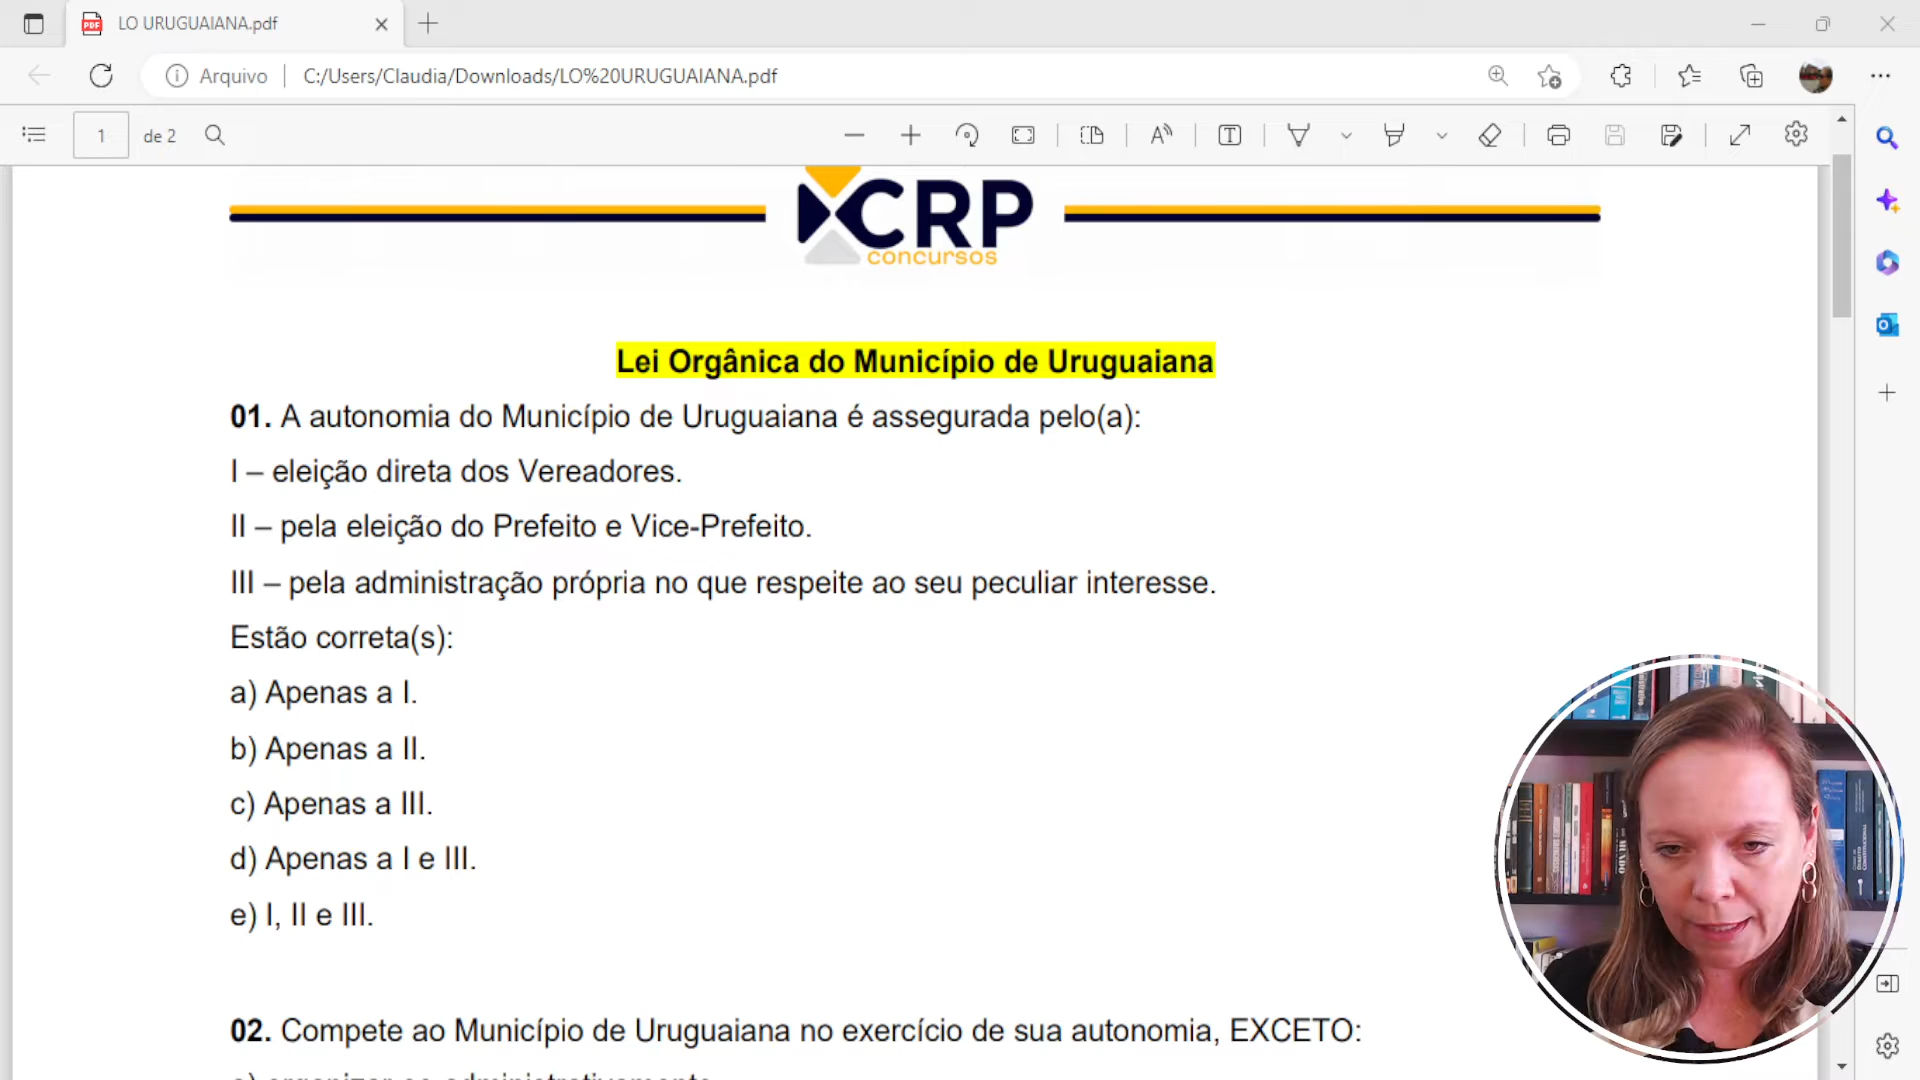 LO URUGUAIANA.pdf
Arquivo C:/Users/Claudia/Downloads/LO%20URUGUAIANA.pdf
1 de 2
CRP
concursos
Lei Orgânica do Município de Uruguaiana
01. A autonomia do Município de Uruguaiana é assegurada pelo(a):
I – eleição direta dos Vereadores.
II – pela eleição do Prefeito e Vice-Prefeito.
III – pela administração própria no que respeite ao seu peculiar interesse.
Estão correta(s):
a) Apenas a I.
b) Apenas a II.
c) Apenas a III.
d) Apenas a I e III.
e) I, II e III.
02. Compete ao Município de Uruguaiana no exercício de sua autonomia, EXCETO: